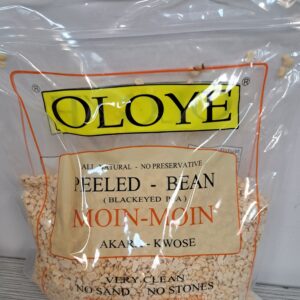 ® OLOYE ®
ALL NATURAL - NO PRESERVATIVE
PEELED - BEAN
( BLACKEYED PEA )
MOIN-MOIN
AKARA - KWOSE
VERY CLEAN
NO SAND - NO STONES